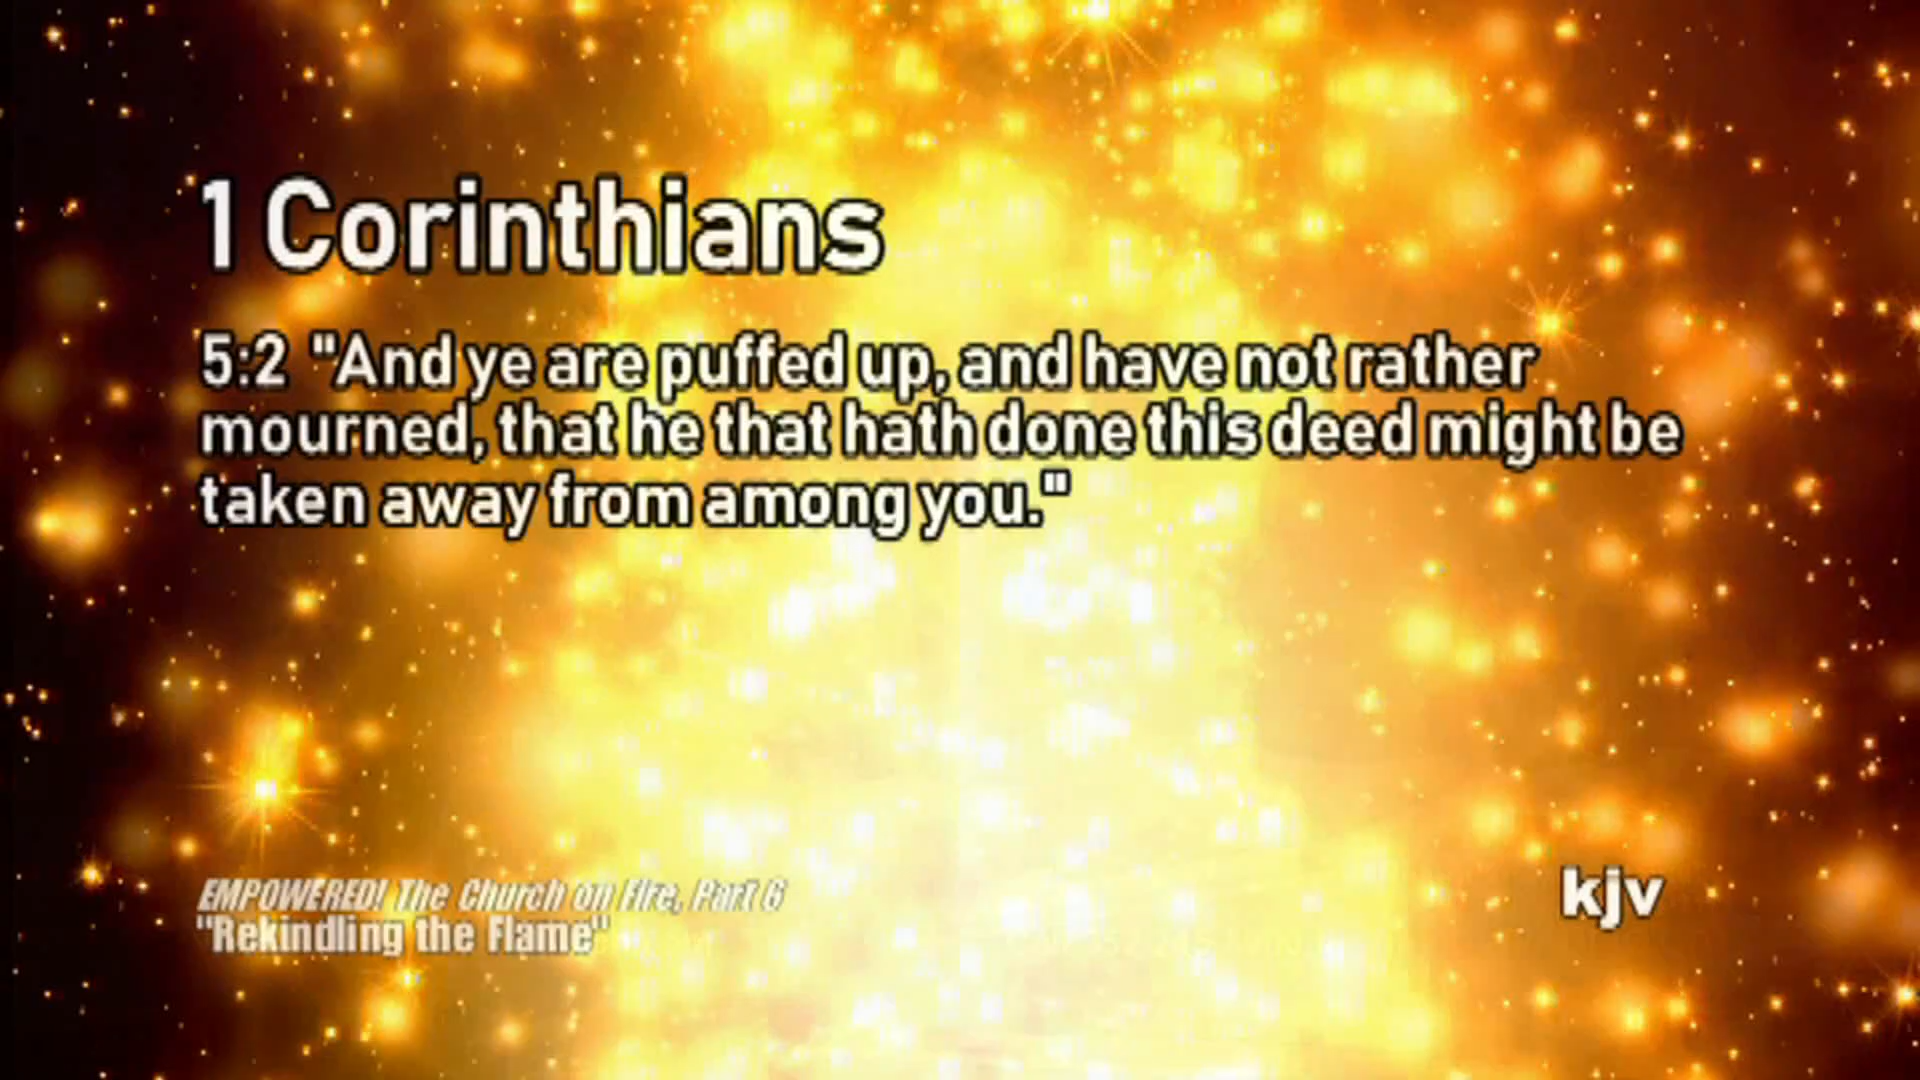 1 Corinthians
5:2 "And ye are puffed up, and have not rather
mourned, that he that hath done this deed might be
taken away from among you."
EMPOWERED! The Church on Fire, Part 6
"Rekindling the Flame"
kjv